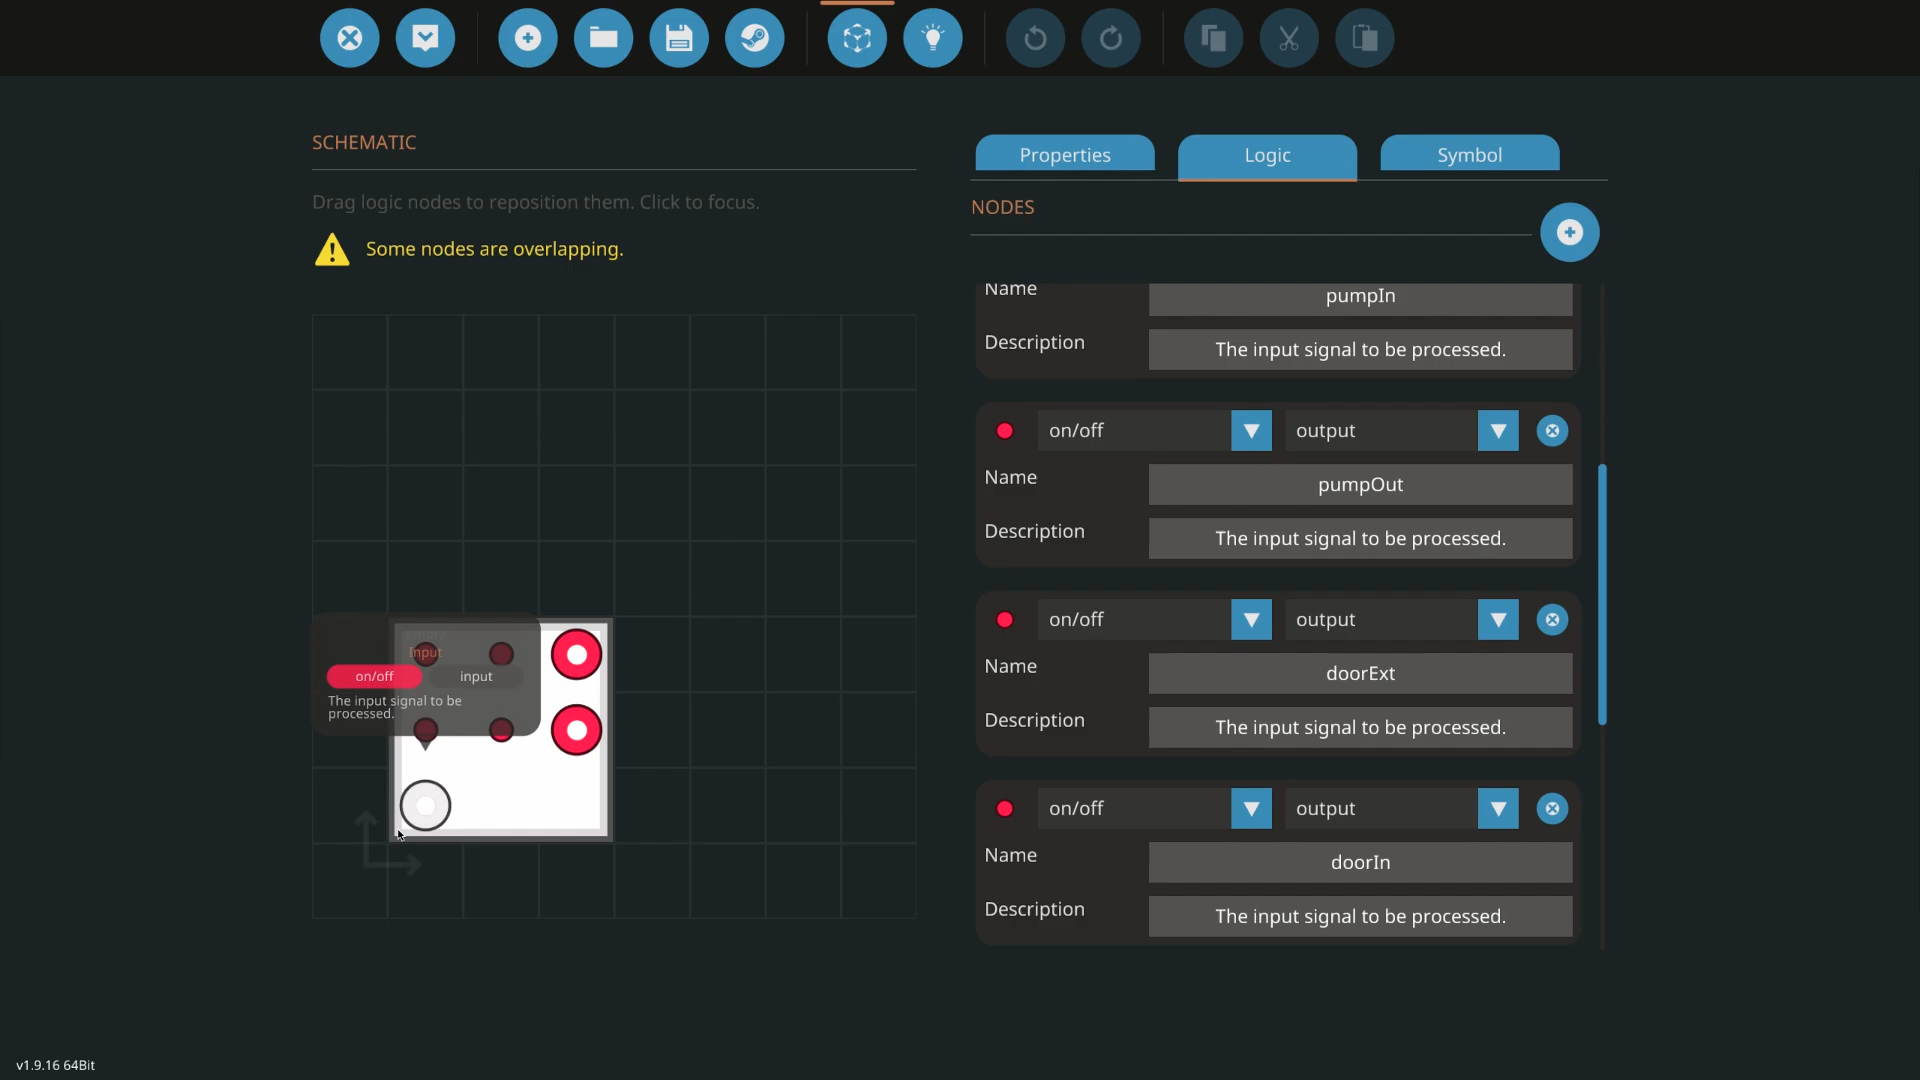 SCHEMATIC
Drag logic nodes to reposition them. Click to focus.
Some nodes are overlapping.
Input
on/off
input
The input signal to be
processed.
Properties
Logic
Symbol
NODES
Name
pumpIn
Description
The input signal to be processed.
on/off
output
Name
pumpOut
Description
The input signal to be processed.
on/off
output
Name
doorExt
Description
The input signal to be processed.
on/off
output
Name
doorIn
Description
The input signal to be processed.
v1.9.16 64Bit